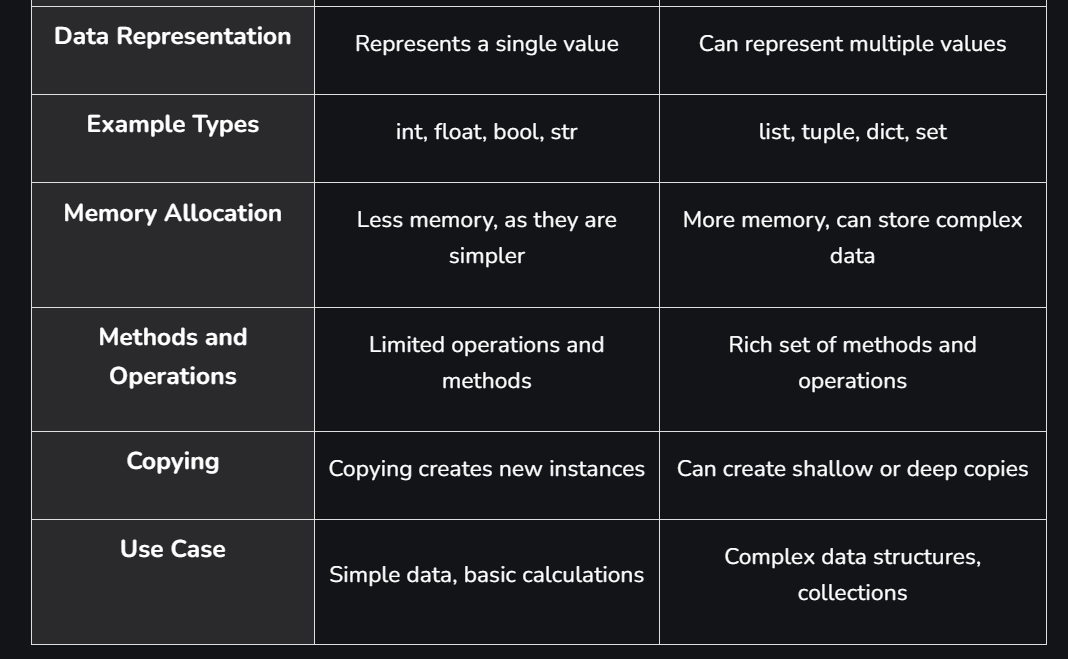 Data Representation
Represents a single value
Can represent multiple values
Example Types
int, float, bool, str
list, tuple, dict, set
Memory Allocation
Less memory, as they are
simpler
More memory, can store complex
data
Methods and
Operations
Limited operations and
methods
Rich set of methods and
operations
Copying
Copying creates new instances
Can create shallow or deep copies
Use Case
Simple data, basic calculations
Complex data structures,
collections